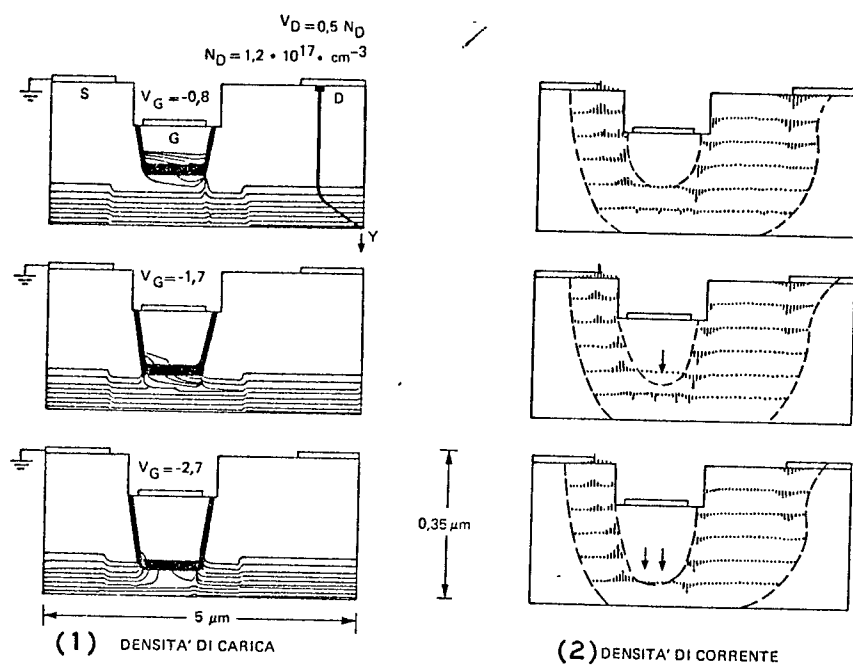 V_D = 0,5 N_D
N_D = 1,2 • 10^17 • cm^-3
S
V_G = -0,8
D
G
Y
V_G = -1,7
V_G = -2,7
0,35 µm
5 µm
(1) DENSITA' DI CARICA
(2) DENSITA' DI CORRENTE